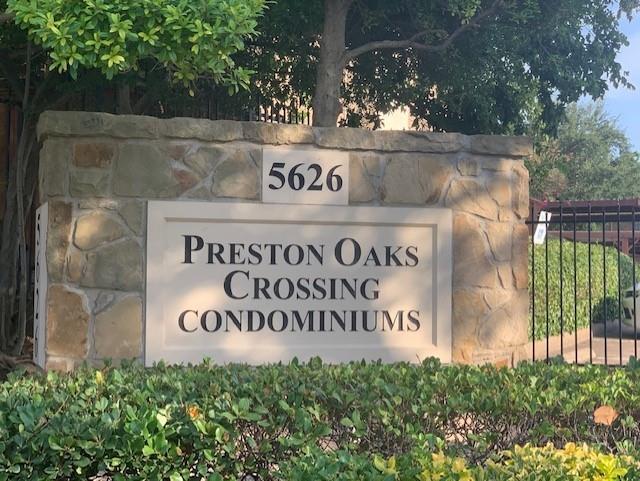 5626
PRESTON OAKS
CROSSING
CONDOMINIUMS